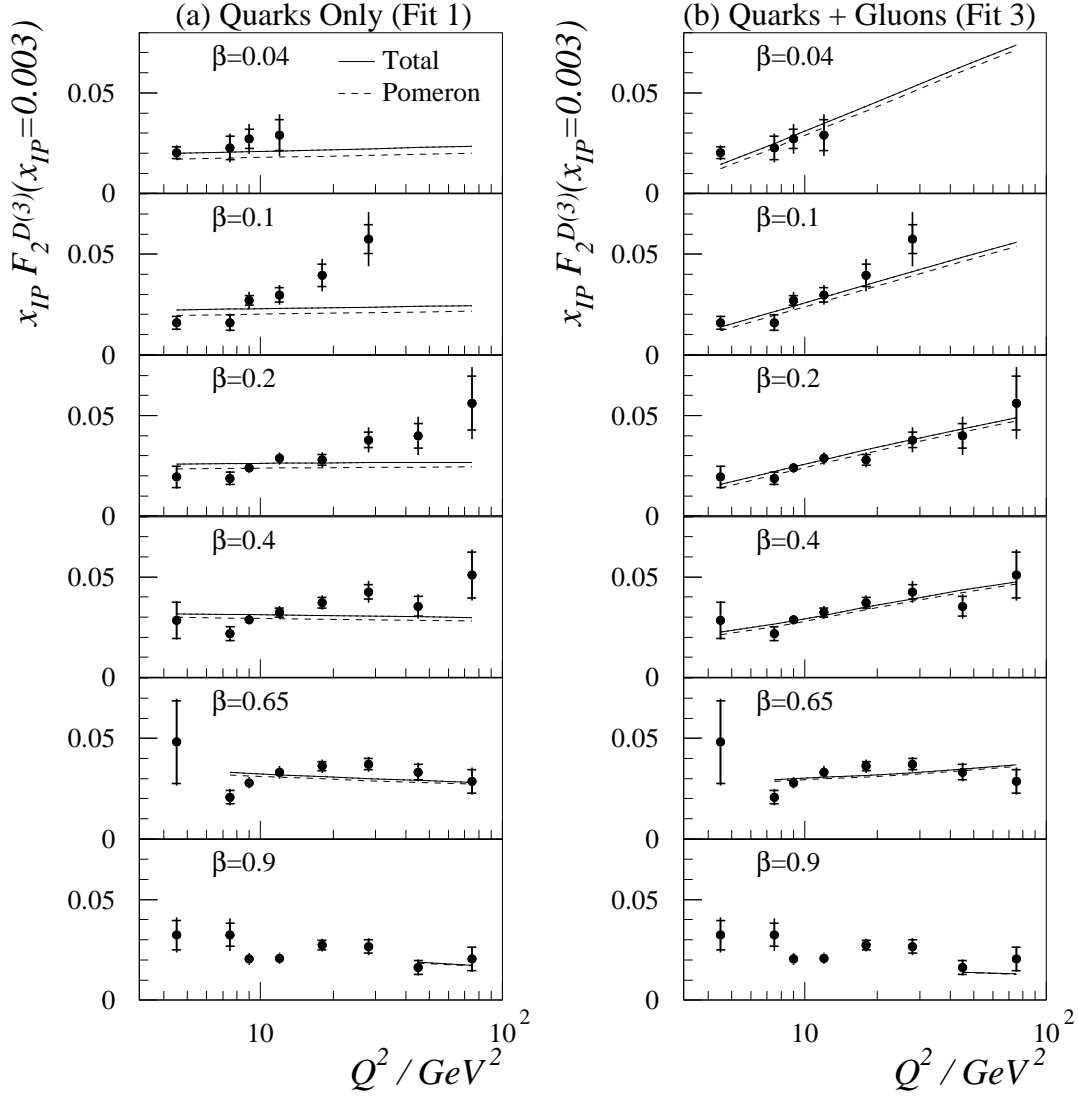 (a) Quarks Only (Fit 1)
(b) Quarks + Gluons (Fit 3)
x_IP F_2^D(3)(x_IP=0.003)
β=0.04
Total
Pomeron
0.05
0
β=0.1
0.05
0
β=0.2
0.05
0
β=0.4
0.05
0
β=0.65
0.05
0
β=0.9
0.05
0
10
10^2
Q^2 / GeV^2
x_IP F_2^D(3)(x_IP=0.003)
β=0.04
0.05
0
β=0.1
0.05
0
β=0.2
0.05
0
β=0.4
0.05
0
β=0.65
0.05
0
β=0.9
0.05
0
10
10^2
Q^2 / GeV^2